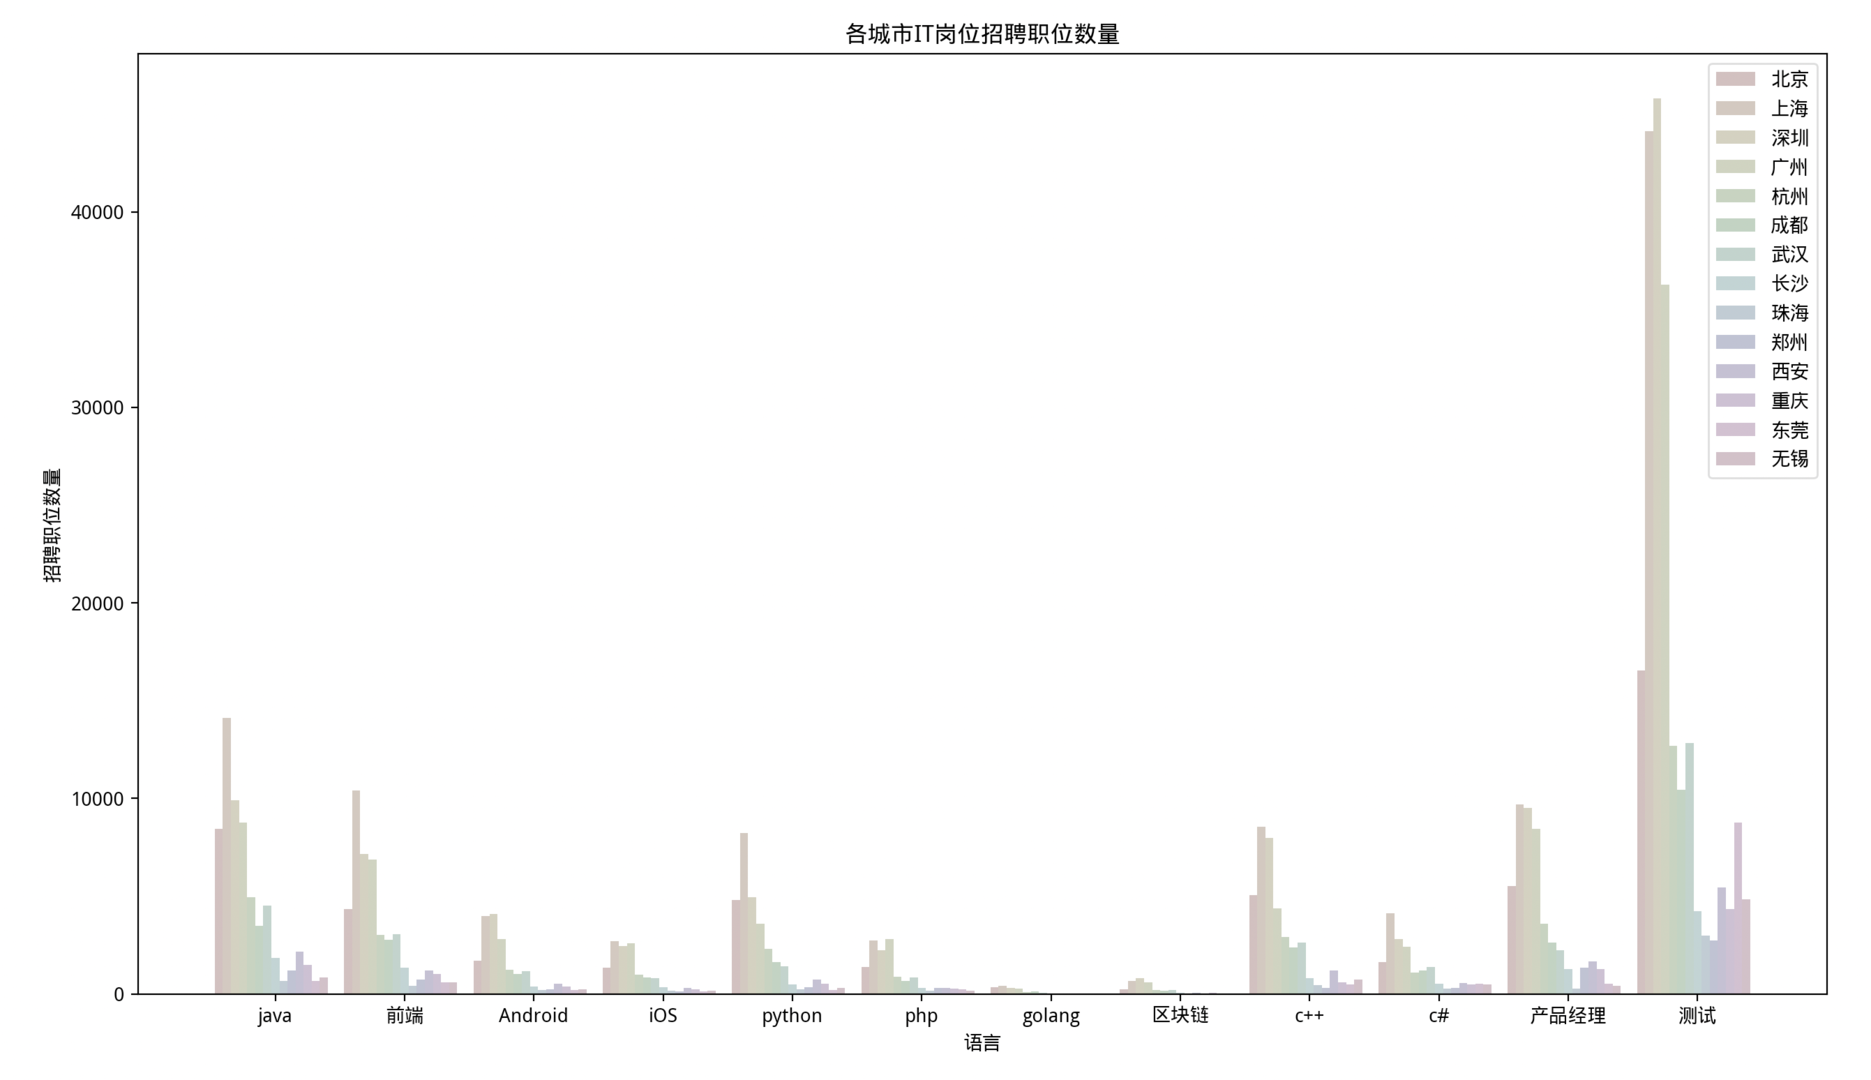 各城市IT岗位招聘职位数量
北京
上海
深圳
广州
杭州
成都
武汉
长沙
珠海
郑州
西安
重庆
东莞
无锡
招聘职位数量
40000
30000
20000
10000
0
java 前端 Android iOS python php golang 区块链 c++ c# 产品经理 测试
语言